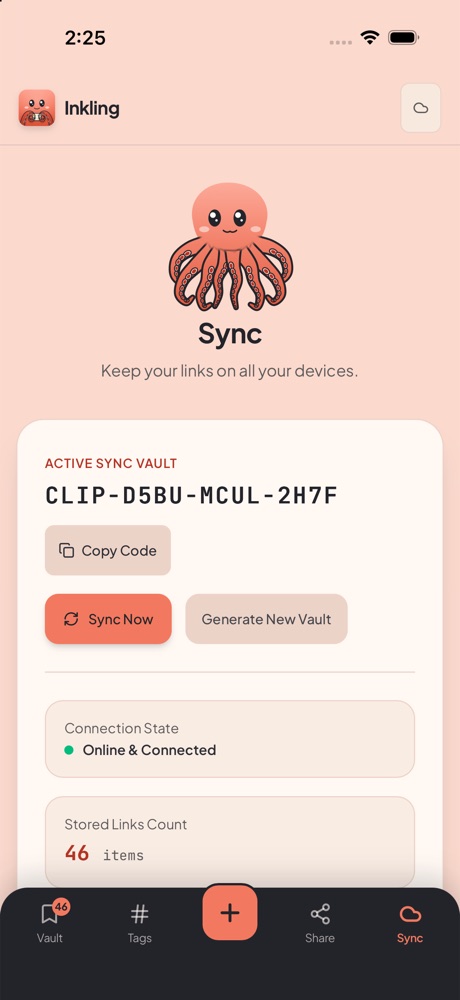 2:25
Inkling
Sync
Keep your links on all your devices.
ACTIVE SYNC VAULT
CLIP-D5BU-MCUL-2H7F
Copy Code
Sync Now
Generate New Vault
Connection State
Online & Connected
Stored Links Count
46 items
46
Vault
Tags
Share
Sync